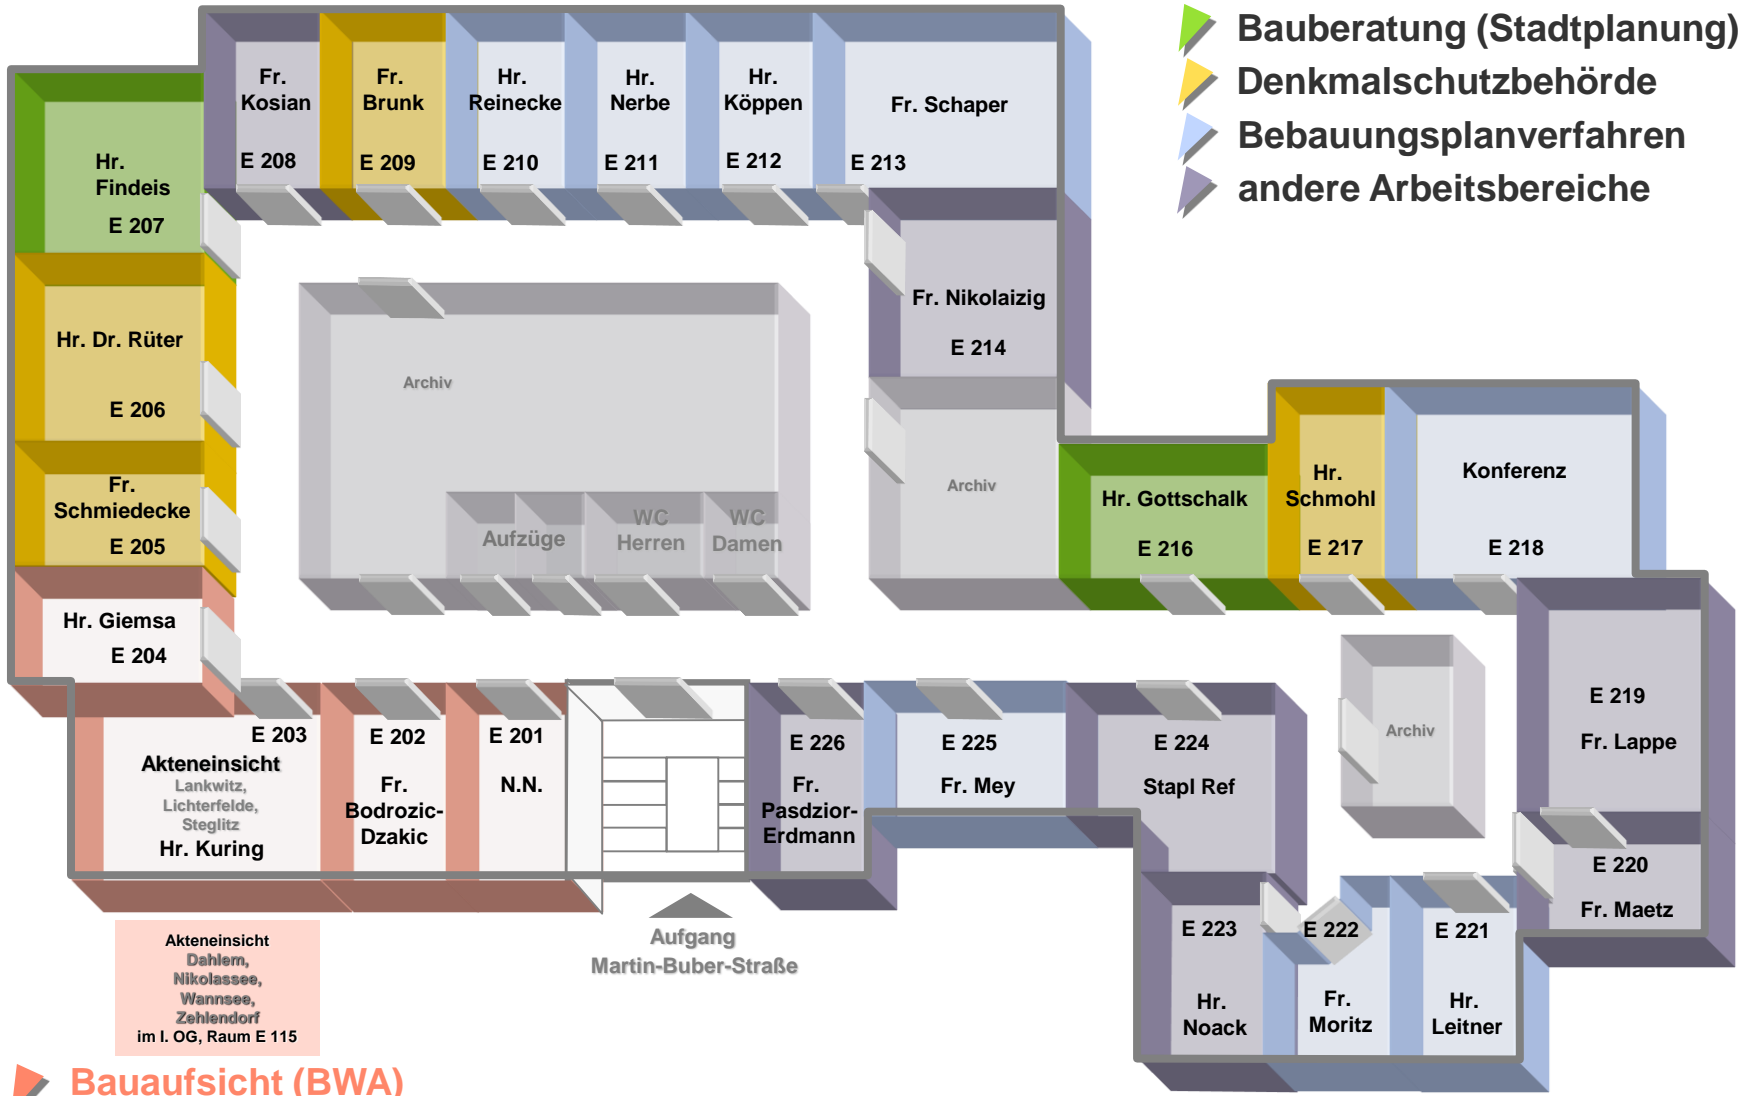 Bauberatung (Stadtplanung)
Denkmalschutzbehörde
Bebauungsplanverfahren
andere Arbeitsbereiche
Fr.
Kosian
E 208
Fr.
Brunk
E 209
Hr.
Reinecke
E 210
Hr.
Nerbe
E 211
Hr.
Köppen
E 212
Fr. Schaper
E 213
Hr.
Findeis
E 207
Hr. Dr. Rüter
E 206
Fr.
Schmiedecke
E 205
Hr. Giemsa
E 204
Archiv
Aufzüge
WC
Herren
WC
Damen
Fr. Nikolaizig
E 214
Archiv
Hr. Gottschalk
E 216
Hr.
Schmohl
E 217
Konferenz
E 218
E 203
Akteneinsicht
Lankwitz,
Lichterfelde,
Steglitz
Hr. Kuring
E 202
Fr.
Bodrozic-
Dzakic
E 201
N.N.
E 226
Fr.
Pasdzior-
Erdmann
E 225
Fr. Mey
E 224
Stapl Ref
Archiv
E 219
Fr. Lappe
E 220
Fr. Maetz
E 223
Hr.
Noack
E 222
Fr.
Moritz
E 221
Hr.
Leitner
Aufgang
Martin-Buber-Straße
Akteneinsicht
Dahlem,
Nikolassee,
Wannsee,
Zehlendorf
im I. OG, Raum E 115
Bauaufsicht (BWA)